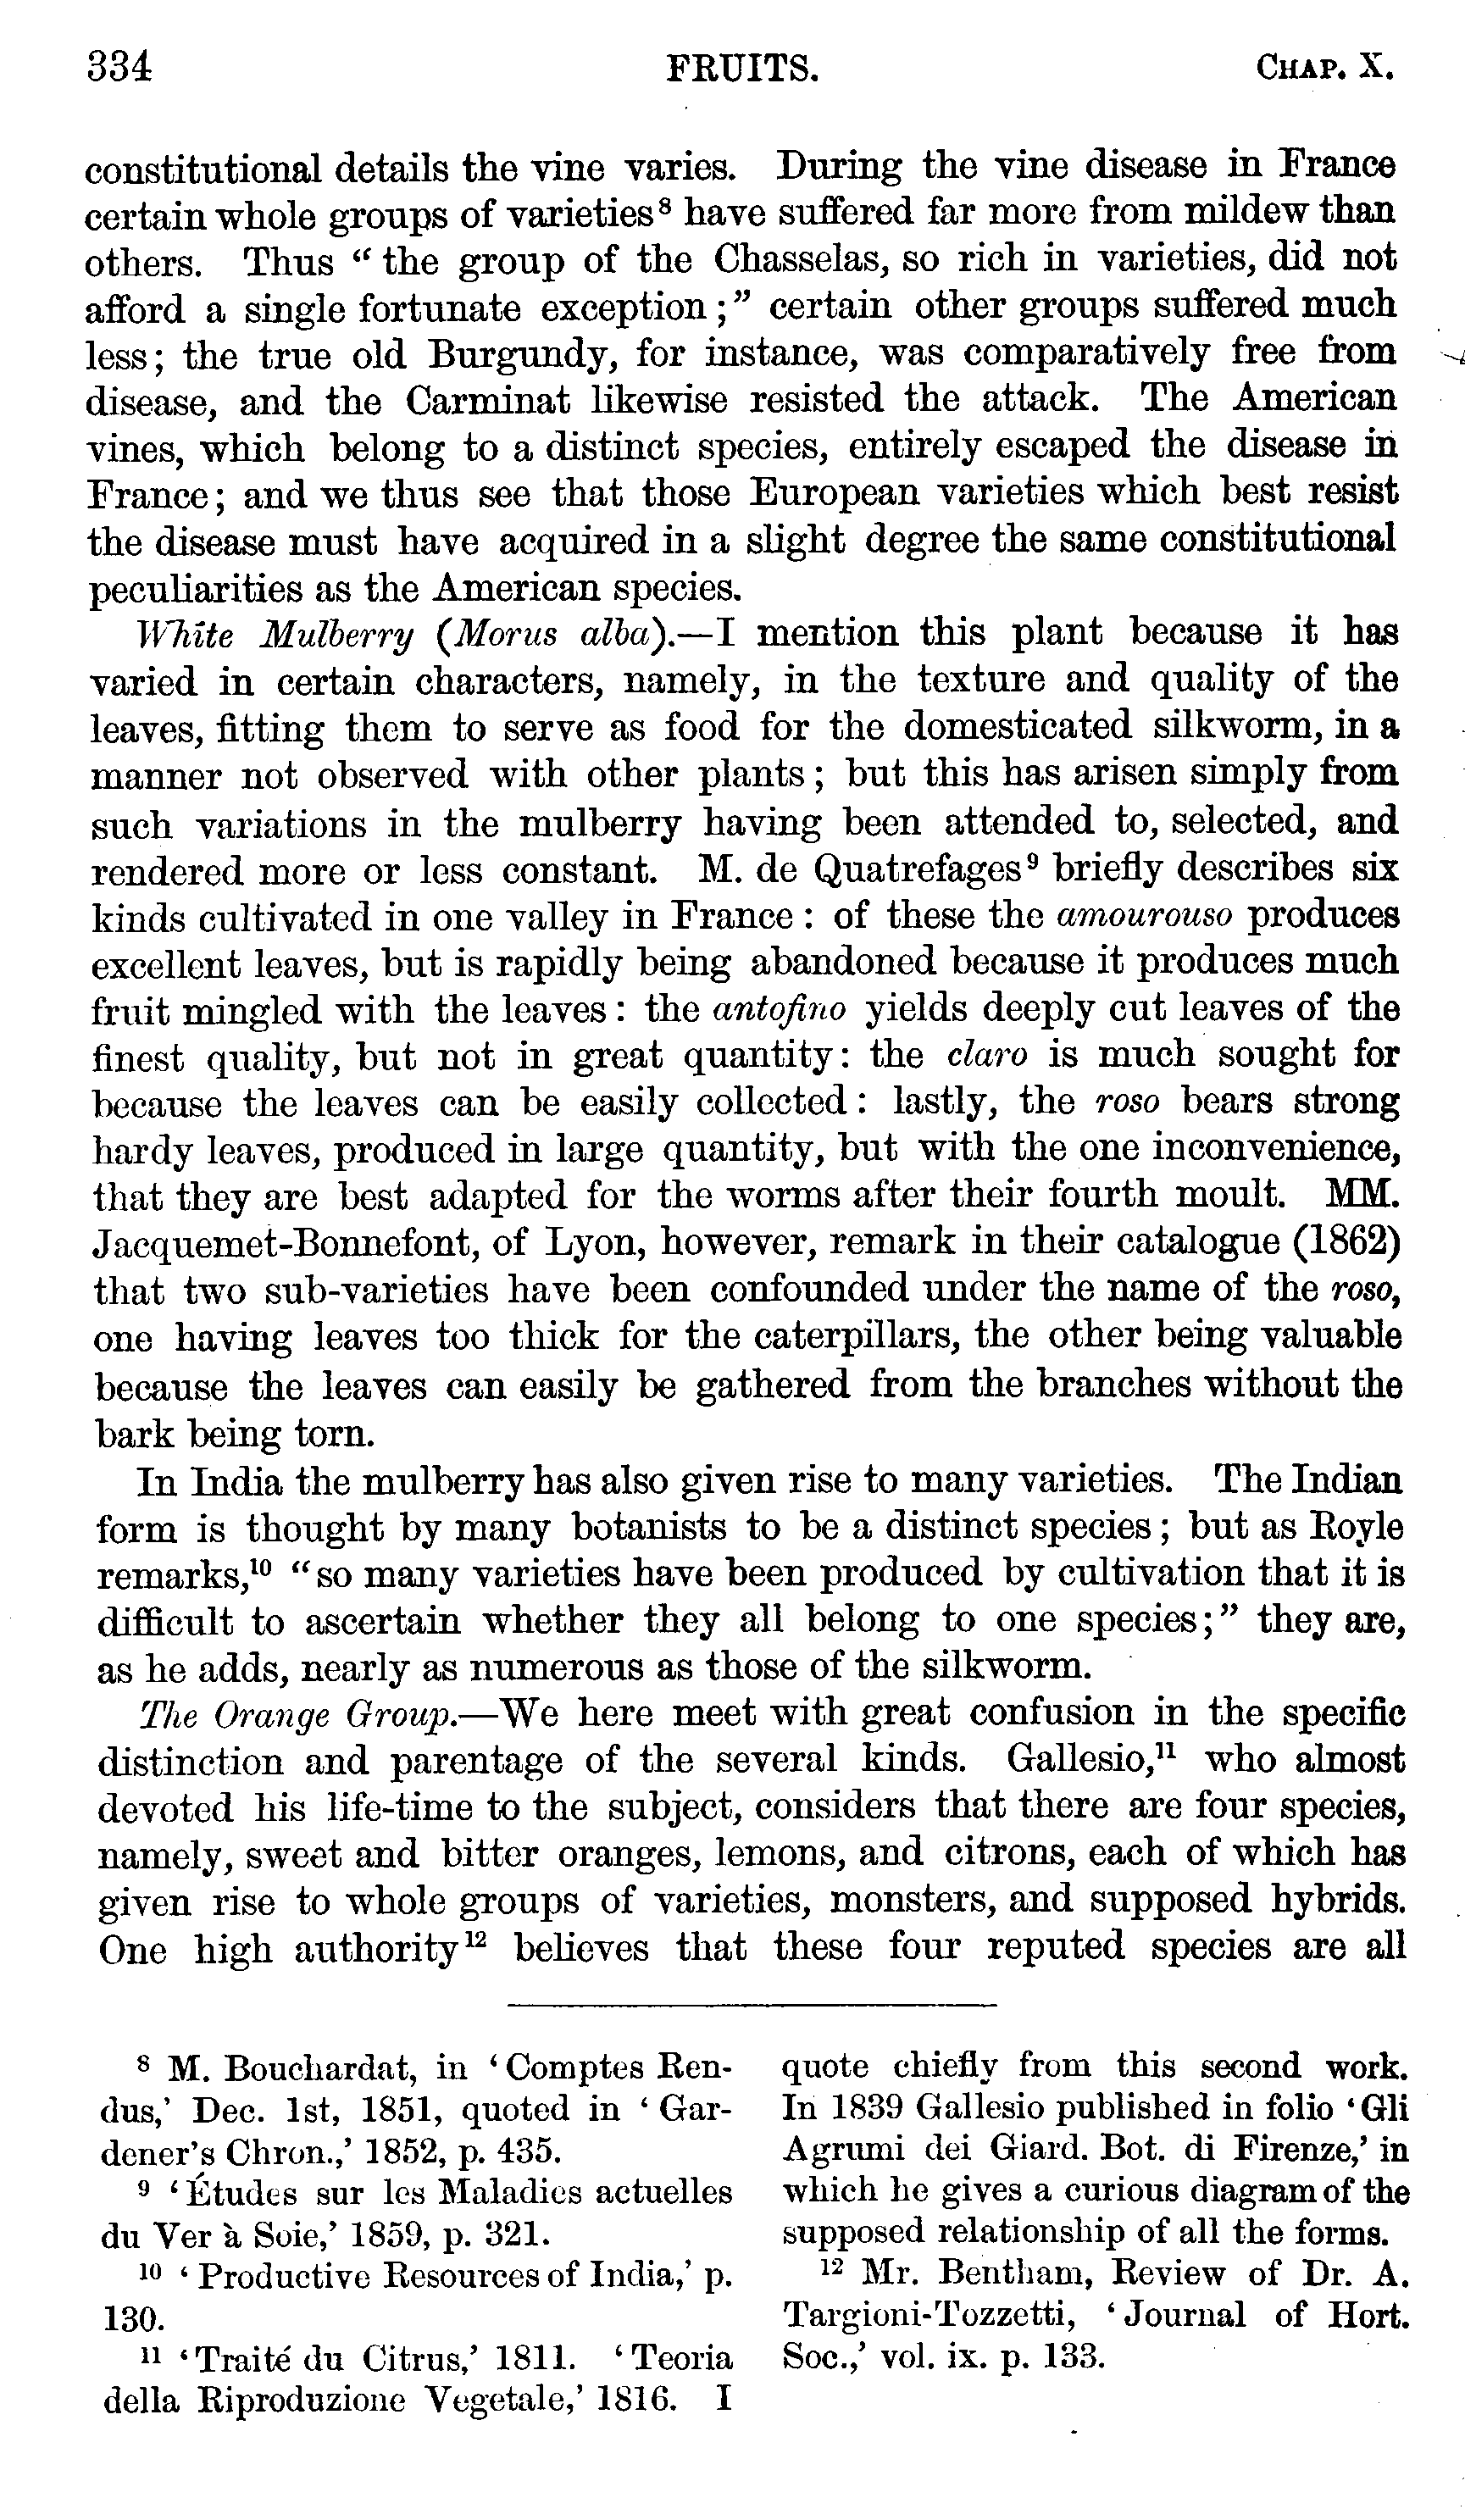 334 FRUITS. CHAP. X.
constitutional details the vine varies. During the vine disease in France
certain whole groups of varieties⁸ have suffered far more from mildew than
others. Thus “ the group of the Chasselas, so rich in varieties, did not
afford a single fortunate exception ;” certain other groups suffered much
less ; the true old Burgundy, for instance, was comparatively free from
disease, and the Carminat likewise resisted the attack. The American
vines, which belong to a distinct species, entirely escaped the disease in
France ; and we thus see that those European varieties which best resist
the disease must have acquired in a slight degree the same constitutional
peculiarities as the American species.
White Mulberry (Morus alba).—I mention this plant because it has
varied in certain characters, namely, in the texture and quality of the
leaves, fitting them to serve as food for the domesticated silkworm, in a
manner not observed with other plants ; but this has arisen simply from
such variations in the mulberry having been attended to, selected, and
rendered more or less constant. M. de Quatrefages⁹ briefly describes six
kinds cultivated in one valley in France : of these the amourouso produces
excellent leaves, but is rapidly being abandoned because it produces much
fruit mingled with the leaves : the antofino yields deeply cut leaves of the
finest quality, but not in great quantity : the claro is much sought for
because the leaves can be easily collected : lastly, the roso bears strong
hardy leaves, produced in large quantity, but with the one inconvenience,
that they are best adapted for the worms after their fourth moult. MM.
Jacquemet-Bonnefont, of Lyon, however, remark in their catalogue (1862)
that two sub-varieties have been confounded under the name of the roso,
one having leaves too thick for the caterpillars, the other being valuable
because the leaves can easily be gathered from the branches without the
bark being torn.
In India the mulberry has also given rise to many varieties. The Indian
form is thought by many botanists to be a distinct species ; but as Royle
remarks,¹⁰ “ so many varieties have been produced by cultivation that it is
difficult to ascertain whether they all belong to one species ;” they are,
as he adds, nearly as numerous as those of the silkworm.
The Orange Group.—We here meet with great confusion in the specific
distinction and parentage of the several kinds. Gallesio,¹¹ who almost
devoted his life-time to the subject, considers that there are four species,
namely, sweet and bitter oranges, lemons, and citrons, each of which has
given rise to whole groups of varieties, monsters, and supposed hybrids.
One high authority¹² believes that these four reputed species are all
⁸ M. Bouchardat, in ‘ Comptes Ren-
dus,’ Dec. 1st, 1851, quoted in ‘ Gar-
dener’s Chron.,’ 1852, p. 435.
⁹ ‘ Études sur les Maladies actuelles
du Ver à Soie,’ 1859, p. 321.
¹⁰ ‘ Productive Resources of India,’ p.
130.
¹¹ ‘ Traité du Citrus,’ 1811. ‘ Teoria
della Riproduzione Vegetale,’ 1816. I
quote chiefly from this second work.
In 1839 Gallesio published in folio ‘ Gli
Agrumi dei Giard. Bot. di Firenze,’ in
which he gives a curious diagram of the
supposed relationship of all the forms.
¹² Mr. Bentham, Review of Dr. A.
Targioni-Tozzetti, ‘ Journal of Hort.
Soc.,’ vol. ix. p. 133.